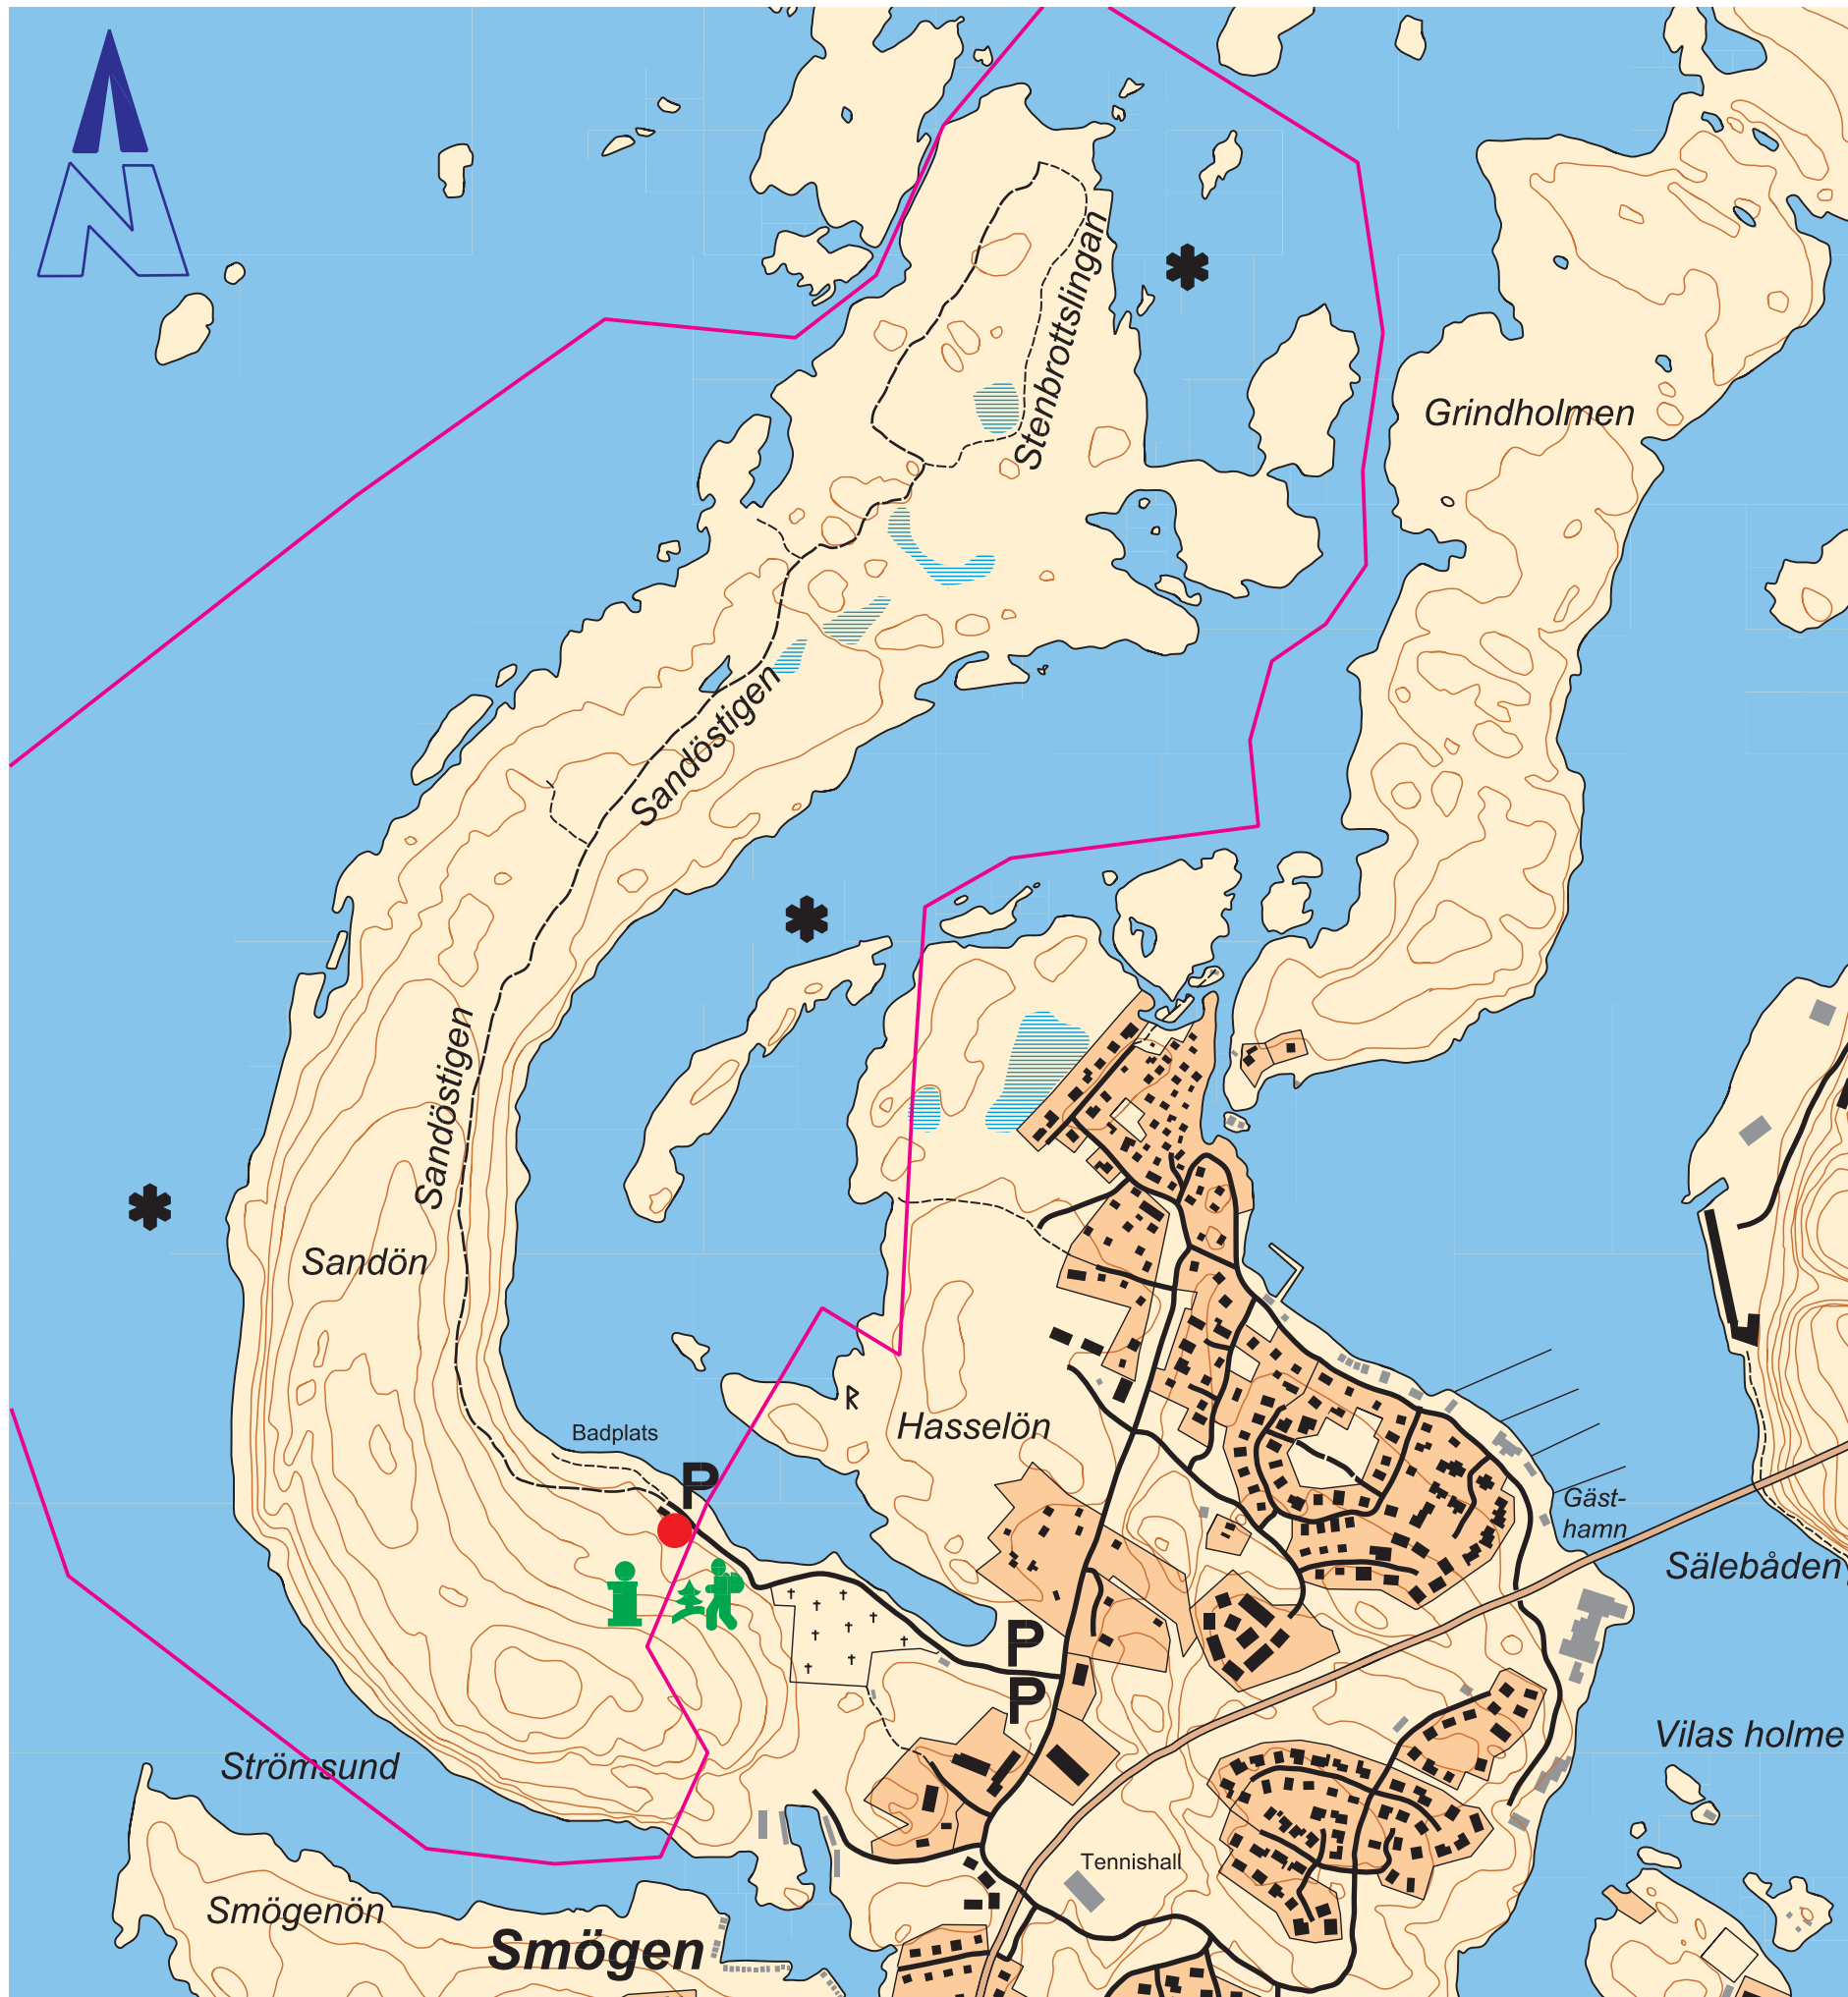 N
Stenbrottslingan
Grindholmen
Sandöstigen
Sandöstigen
Sandön
Badplats
P
R
Hasselön
Gäst-
hamn
Sälebåden
P
P
Vilas holme
Strömsund
Tennishall
Smögenön
Smögen